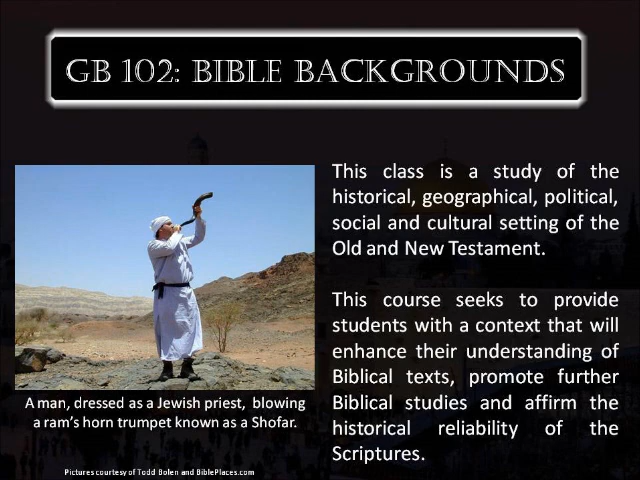 GB 102: BIBLE BACKGROUNDS
This class is a study of the
historical, geographical, political,
social and cultural setting of the
Old and New Testament.
This course seeks to provide
students with a context that will
enhance their understanding of
Biblical texts, promote further
Biblical studies and affirm the
historical reliability of the
Scriptures.
A man, dressed as a Jewish priest, blowing
a ram's horn trumpet known as a Shofar.
Pictures courtesy of Todd Bolen and BiblePlaces.com